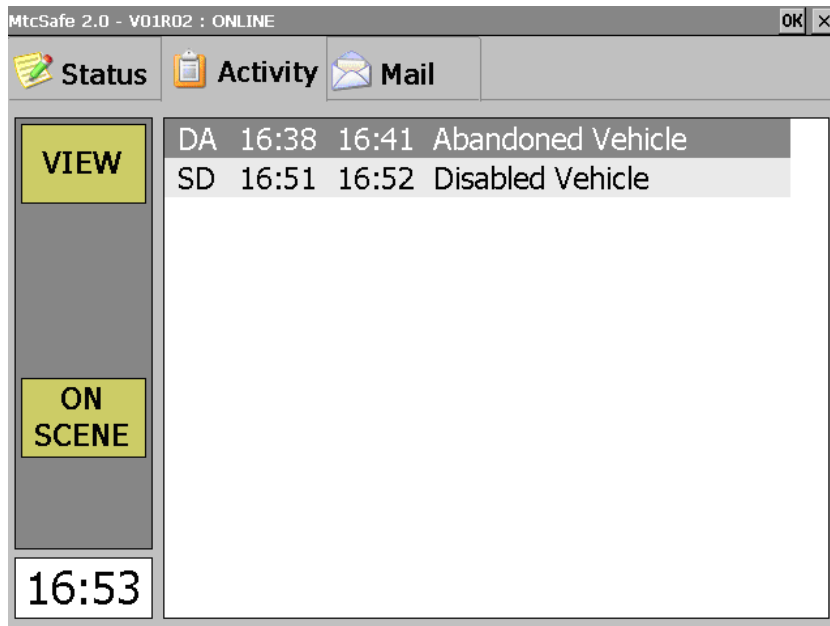 MtcSafe 2.0 - V01R02 : ONLINE OK ×
Status Activity Mail
VIEW
DA 16:38 16:41 Abandoned Vehicle
SD 16:51 16:52 Disabled Vehicle
ON
SCENE
16:53